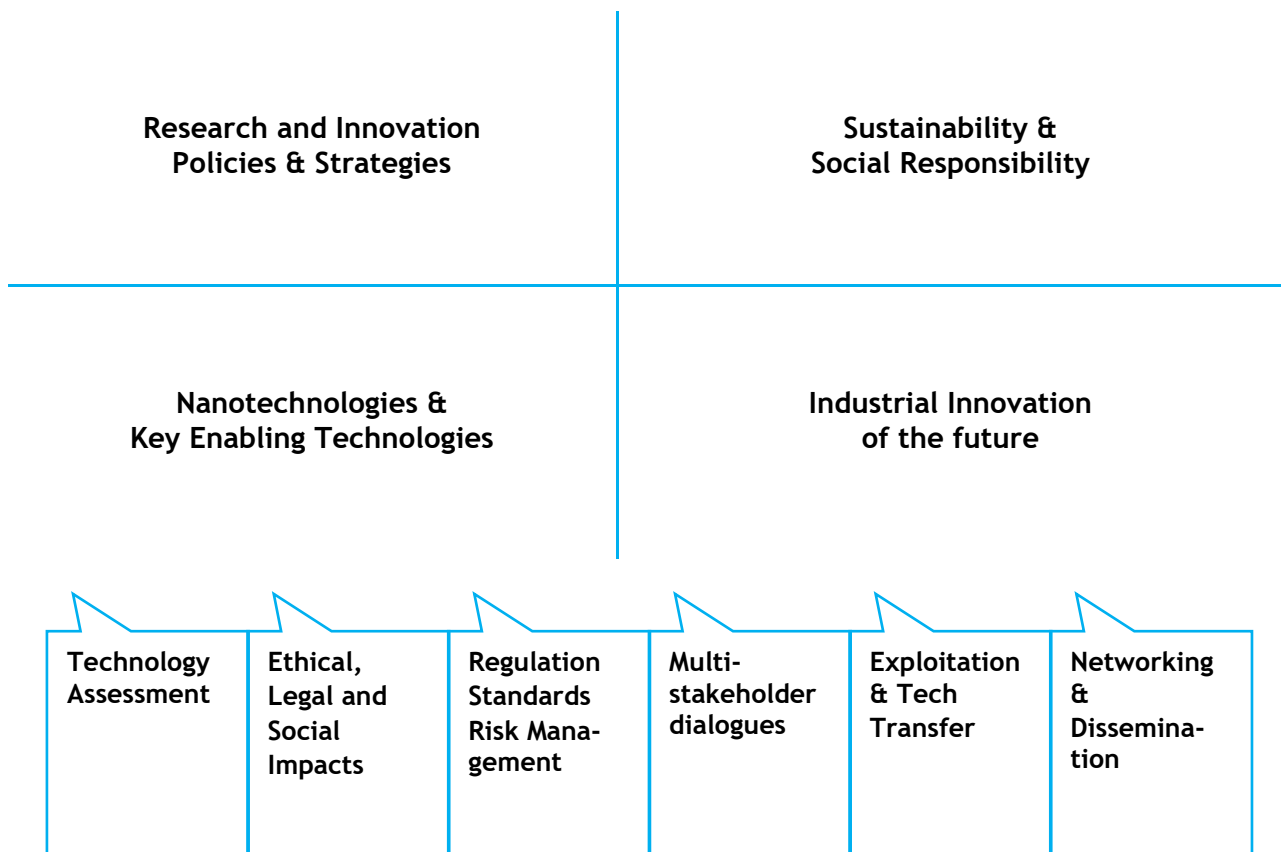 Research and Innovation
Policies & Strategies
Sustainability &
Social Responsibility
Nanotechnologies &
Key Enabling Technologies
Industrial Innovation
of the future
Technology
Assessment
Ethical,
Legal and
Social
Impacts
Regulation
Standards
Risk Mana-
gement
Multi-
stakeholder
dialogues
Exploitation
& Tech
Transfer
Networking
&
Dissemina-
tion